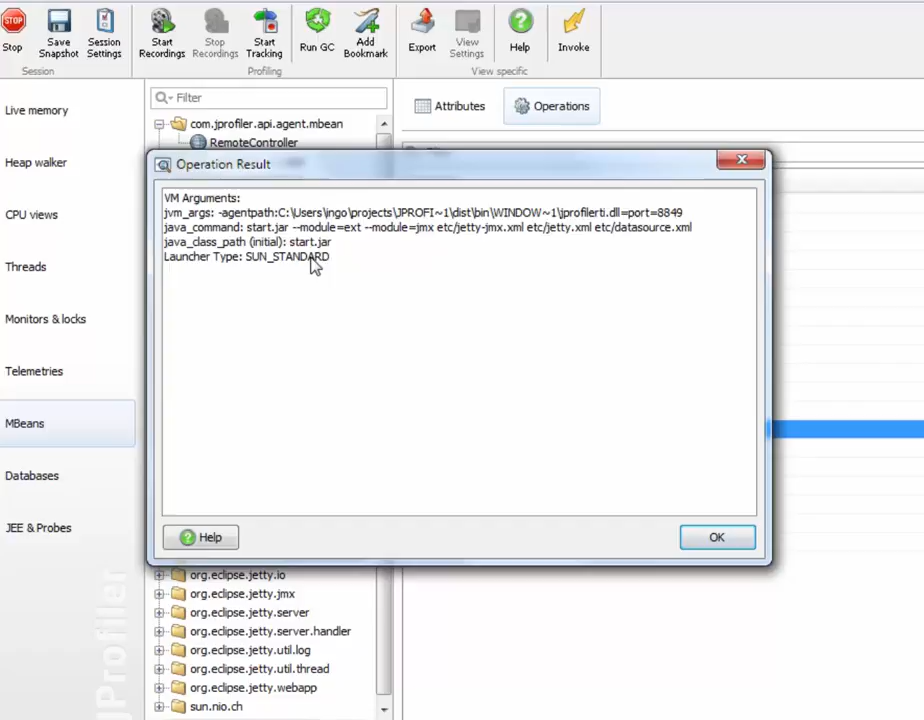 Stop
Save Snapshot
Session Settings
Start Recordings
Stop Recordings
Start Tracking
Run GC
Add Bookmark
Export
View Settings
Help
Invoke
Session
Profiling
View specific
Live memory
Heap walker
CPU views
Threads
Monitors & locks
Telemetries
MBeans
Databases
JEE & Probes
Filter
Attributes
Operations
com.jprofiler.api.agent.mbean
RemoteController
Operation Result
VM Arguments:
jvm_args: -agentpath:C:\Users\ingo\projects\JPROFI~1\dist\bin\WINDOW~1\jprofilerti.dll=port=8849
java_command: start.jar --module=ext --module=jmx etc/jetty-jmx.xml etc/jetty.xml etc/datasource.xml
java_class_path (initial): start.jar
Launcher Type: SUN_STANDARD
Help
OK
org.eclipse.jetty.io
org.eclipse.jetty.jmx
org.eclipse.jetty.server
org.eclipse.jetty.server.handler
org.eclipse.jetty.util.log
org.eclipse.jetty.util.thread
org.eclipse.jetty.webapp
sun.nio.ch